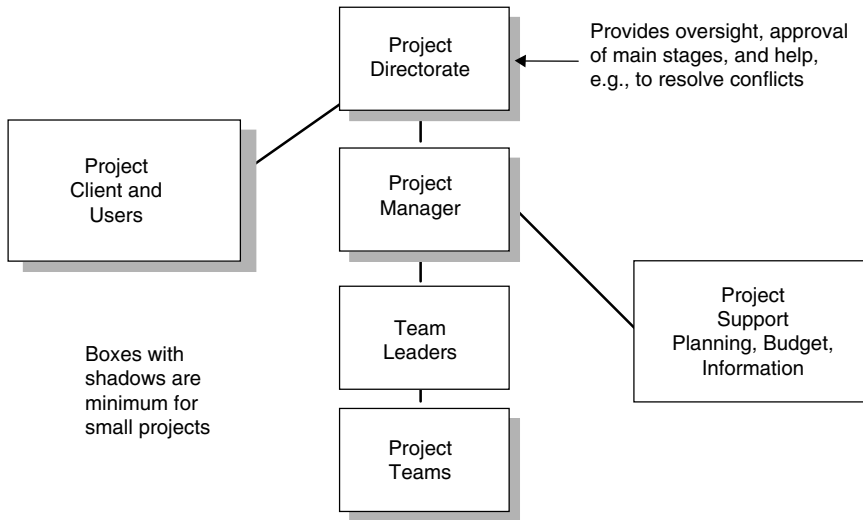 Project
Directorate
Provides oversight, approval
of main stages, and help,
e.g., to resolve conflicts
Project
Client and
Users
Project
Manager
Team
Leaders
Project
Support
Planning, Budget,
Information
Boxes with
shadows are
minimum for
small projects
Project
Teams